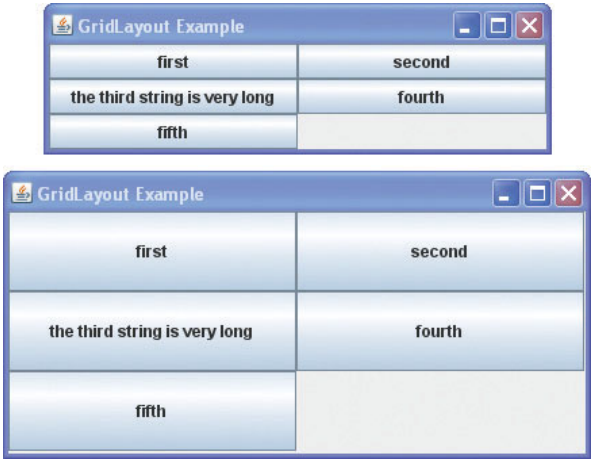 GridLayout Example
first second
the third string is very long fourth
fifth
GridLayout Example
first second
the third string is very long fourth
fifth